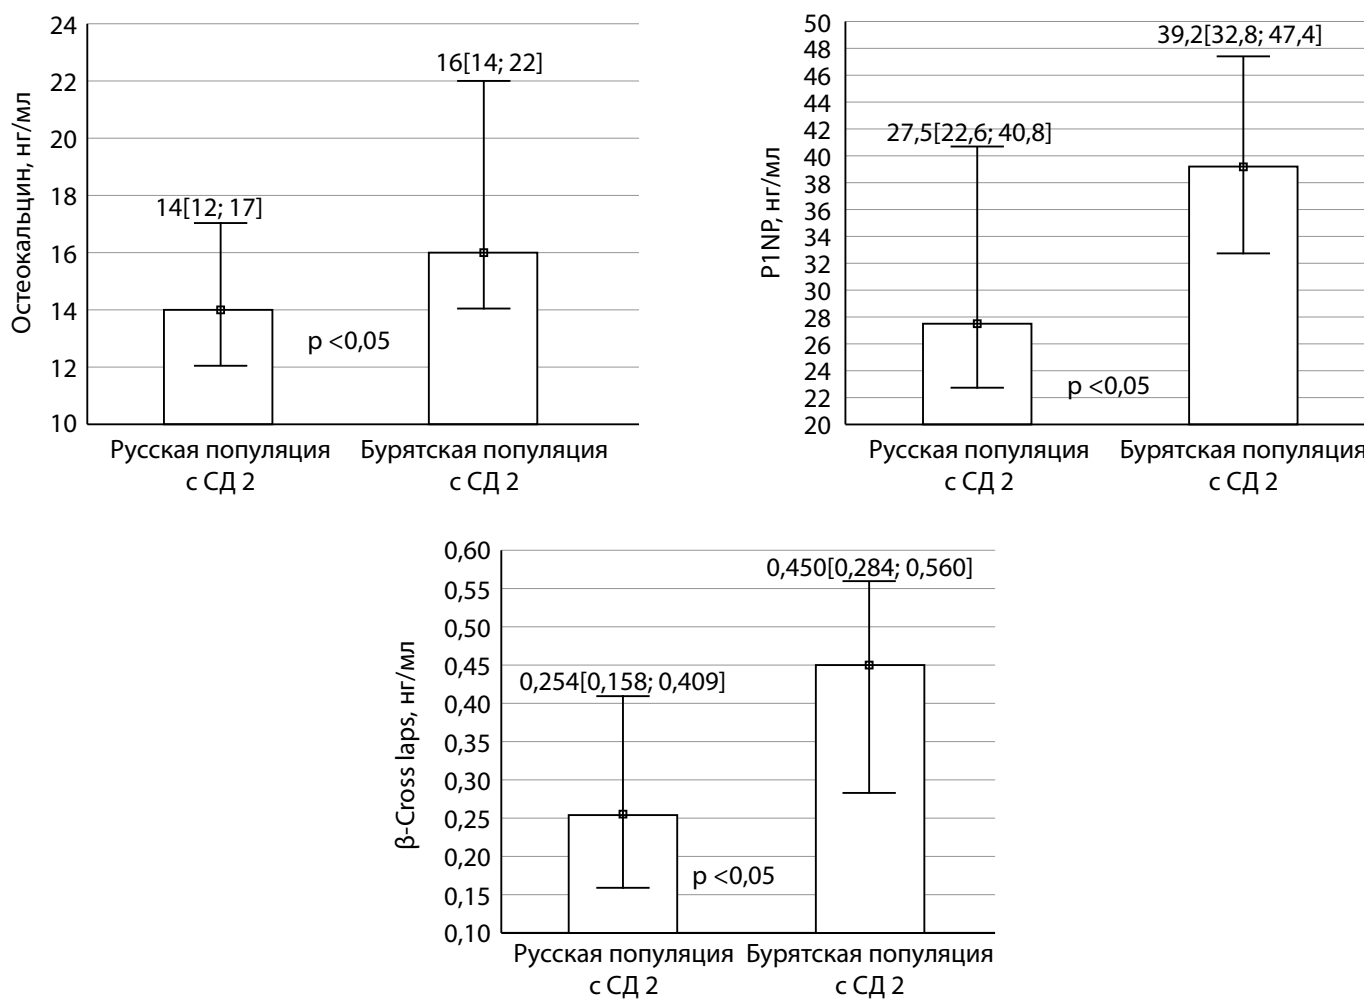 Остеокальцин, нг/мл
24
22
20
18
16
14
12
10
14[12; 17]
16[14; 22]
p <0,05
Русская популяция
с СД 2
Бурятская популяция
с СД 2
P1NP, нг/мл
50
48
46
44
42
40
38
36
34
32
30
28
26
24
22
20
27,5[22,6; 40,8]
39,2[32,8; 47,4]
p <0,05
Русская популяция
с СД 2
Бурятская популяция
с СД 2
β-Cross laps, нг/мл
0,60
0,55
0,50
0,45
0,40
0,35
0,30
0,25
0,20
0,15
0,10
0,254[0,158; 0,409]
0,450[0,284; 0,560]
p <0,05
Русская популяция
с СД 2
Бурятская популяция
с СД 2